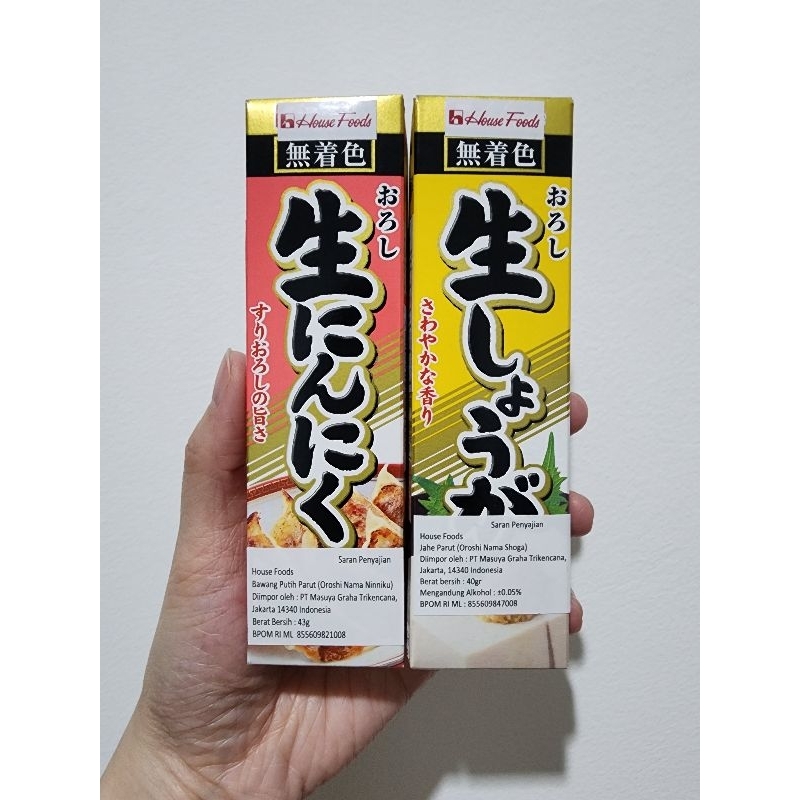 House Foods
無着色
おろし
生にんにく
すりおろしの旨さ
Saran Penyajian
House Foods
Bawang Putih Parut (Oroshi Nama Ninniku)
Diimpor oleh : PT Masuya Graha Trikencana,
Jakarta 14340 Indonesia
Berat Bersih : 43g
BPOM RI ML 855609821008
House Foods
無着色
おろし
生しょうが
さわやかな香り
Saran Penyajian
House Foods
Jahe Parut (Oroshi Nama Shoga)
Diimpor oleh : PT Masuya Graha Trikencana,
Jakarta, 14340 Indonesia
Berat bersih : 40gr
Mengandung Alkohol : ±0.05%
BPOM RI ML : 855609847008